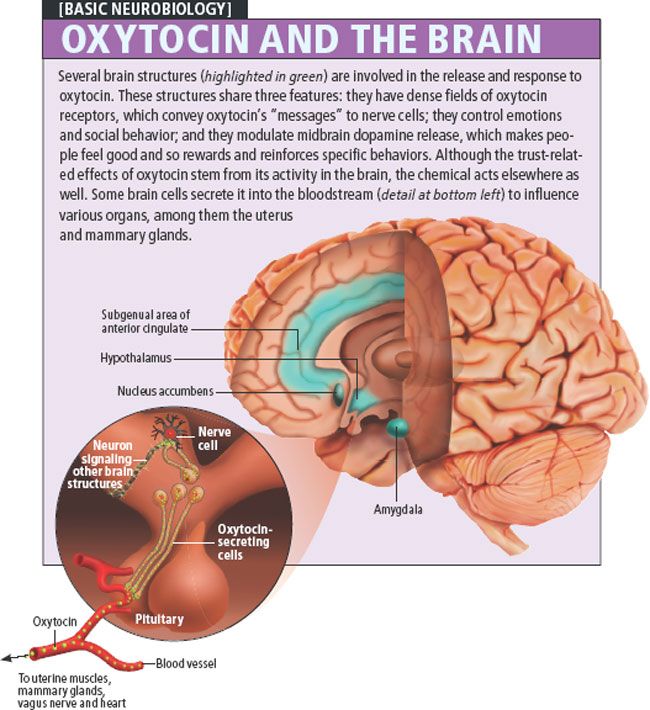 [BASIC NEUROBIOLOGY]
OXYTOCIN AND THE BRAIN
Several brain structures (highlighted in green) are involved in the release and response to
oxytocin. These structures share three features: they have dense fields of oxytocin
receptors, which convey oxytocin's “messages” to nerve cells; they control emotions
and social behavior; and they modulate midbrain dopamine release, which makes peo-
ple feel good and so rewards and reinforces specific behaviors. Although the trust-relat-
ed effects of oxytocin stem from its activity in the brain, the chemical acts elsewhere as
well. Some brain cells secrete it into the bloodstream (detail at bottom left) to influence
various organs, among them the uterus
and mammary glands.
Subgenual area of
anterior cingulate
Hypothalamus
Nucleus accumbens
Nerve
cell
Neuron
signaling
other brain
structures
Amygdala
Oxytocin-
secreting
cells
Pituitary
Oxytocin
Blood vessel
To uterine muscles,
mammary glands,
vagus nerve and heart